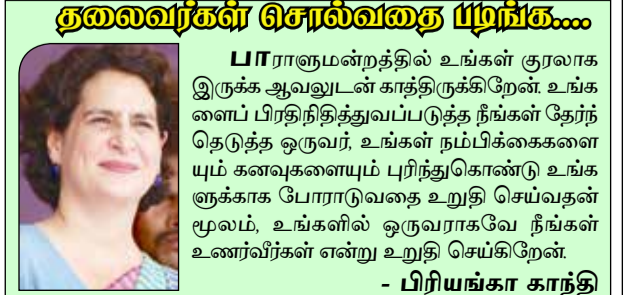 தலைவர்கள் சொல்வதை படிங்க....
பாராளுமன்றத்தில் உங்கள் குரலாக
இருக்க ஆவலுடன் காத்திருக்கிறேன். உங்க
ளைப் பிரதிநிதித்துவப்படுத்த நீங்கள் தேர்ந்
தெடுத்த ஒருவர், உங்கள் நம்பிக்கைகளை
யும் கனவுகளையும் புரிந்துகொண்டு உங்க
ளுக்காக போராடுவதை உறுதி செய்வதன்
மூலம், உங்களில் ஒருவராகவே நீங்கள்
உணர்வீர்கள் என்று உறுதி செய்கிறேன்.
- பிரியங்கா காந்தி